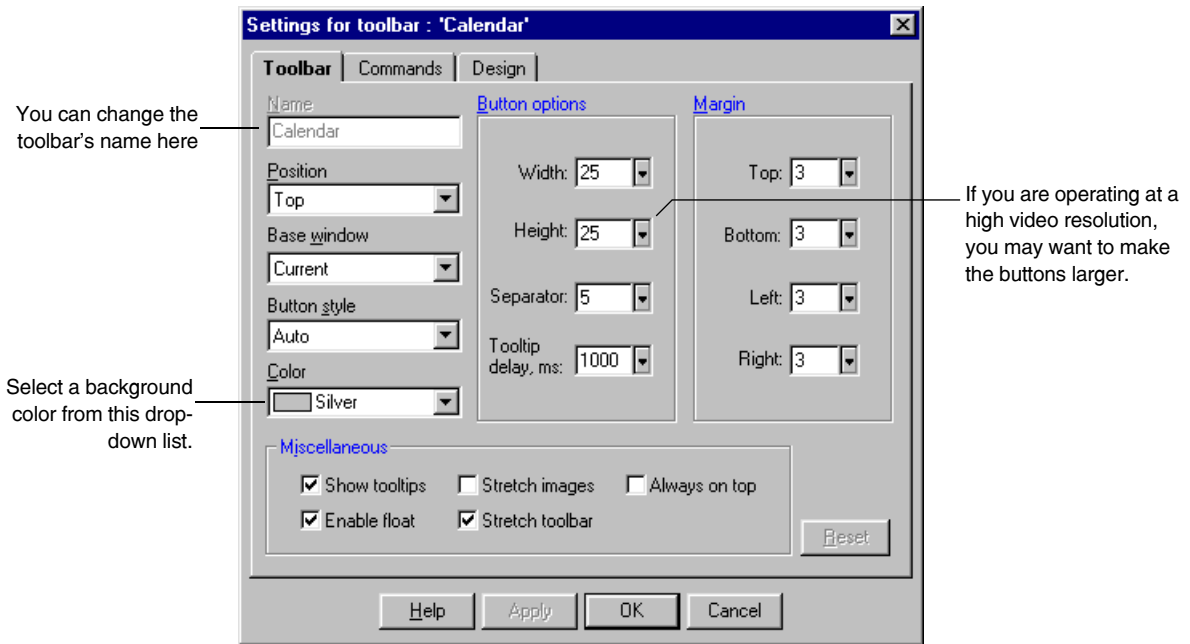 Settings for toolbar : 'Calendar'
Toolbar
Commands
Design
Name
Calendar
Position
Top
Base window
Current
Button style
Auto
Color
Silver
Button options
Width: 25
Height: 25
Separator: 5
Tooltip
delay, ms: 1000
Margin
Top: 3
Bottom: 3
Left: 3
Right: 3
Miscellaneous
Show tooltips
Stretch images
Always on top
Enable float
Stretch toolbar
Reset
Help
Apply
OK
Cancel
You can change the
toolbar’s name here
Select a background
color from this drop-
down list.
If you are operating at a
high video resolution,
you may want to make
the buttons larger.